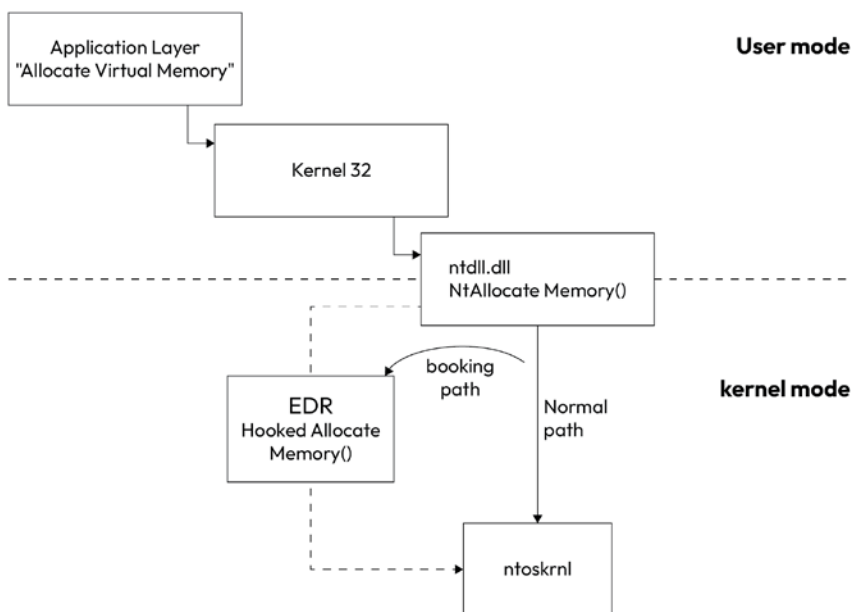 Application Layer
"Allocate Virtual Memory"
User mode
Kernel 32
ntdll.dll
NtAllocate Memory()
booking
path
EDR
Hooked Allocate
Memory()
Normal
path
kernel mode
ntoskrnl